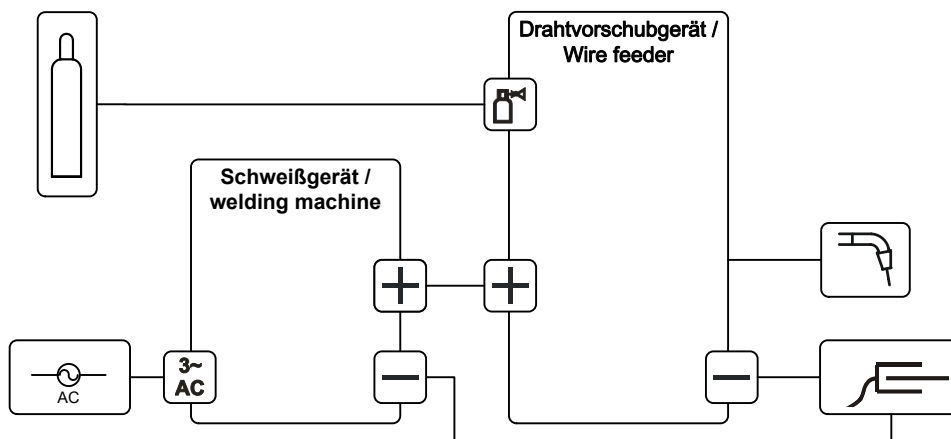 Drahtvorschubgerät /
Wire feeder
Schweißgerät /
welding machine
3~
AC
AC